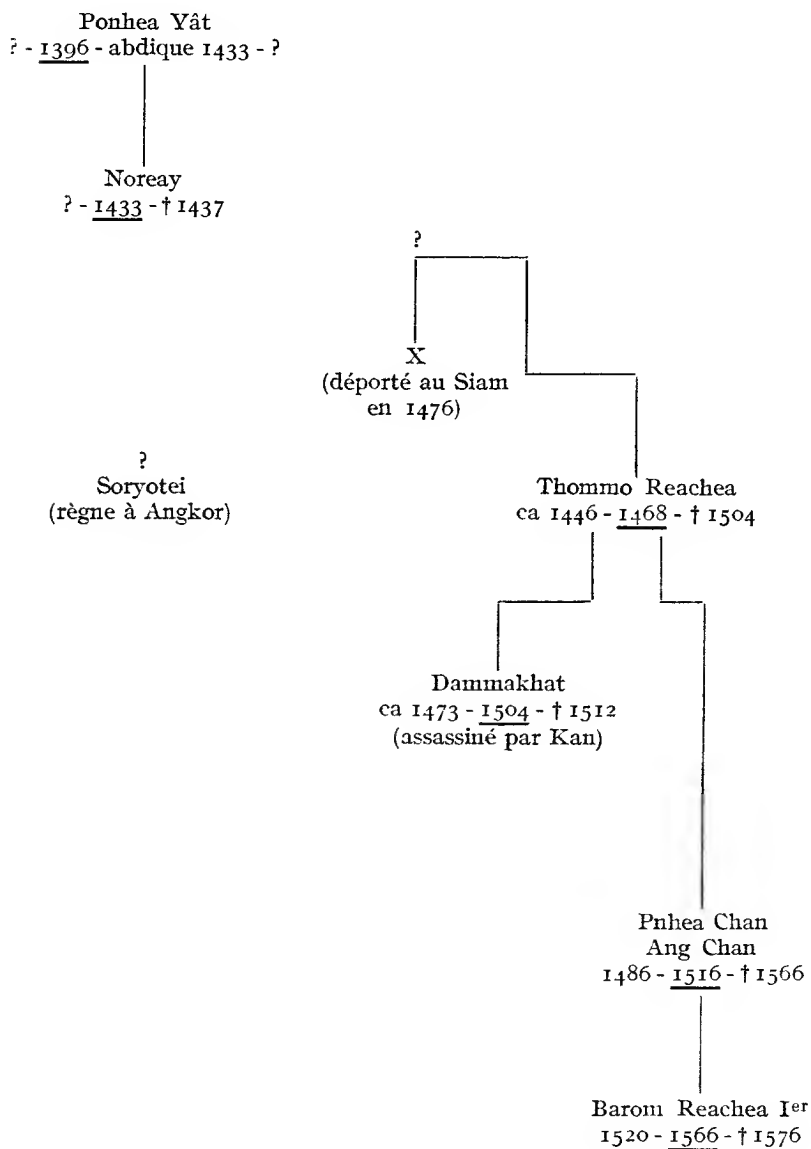 Ponhea Yât
? - 1396 - abdique 1433 - ?
Noreay
? - 1433 - † 1437
?
X
(déporté au Siam
en 1476)
?
Soryotei
(règne à Angkor)
Thommo Reachea
ca 1446 - 1468 - † 1504
Dammakhat
ca 1473 - 1504 - † 1512
(assassiné par Kan)
Pnhea Chan
Ang Chan
1486 - 1516 - † 1566
Barom Reachea Ier
1520 - 1566 - † 1576